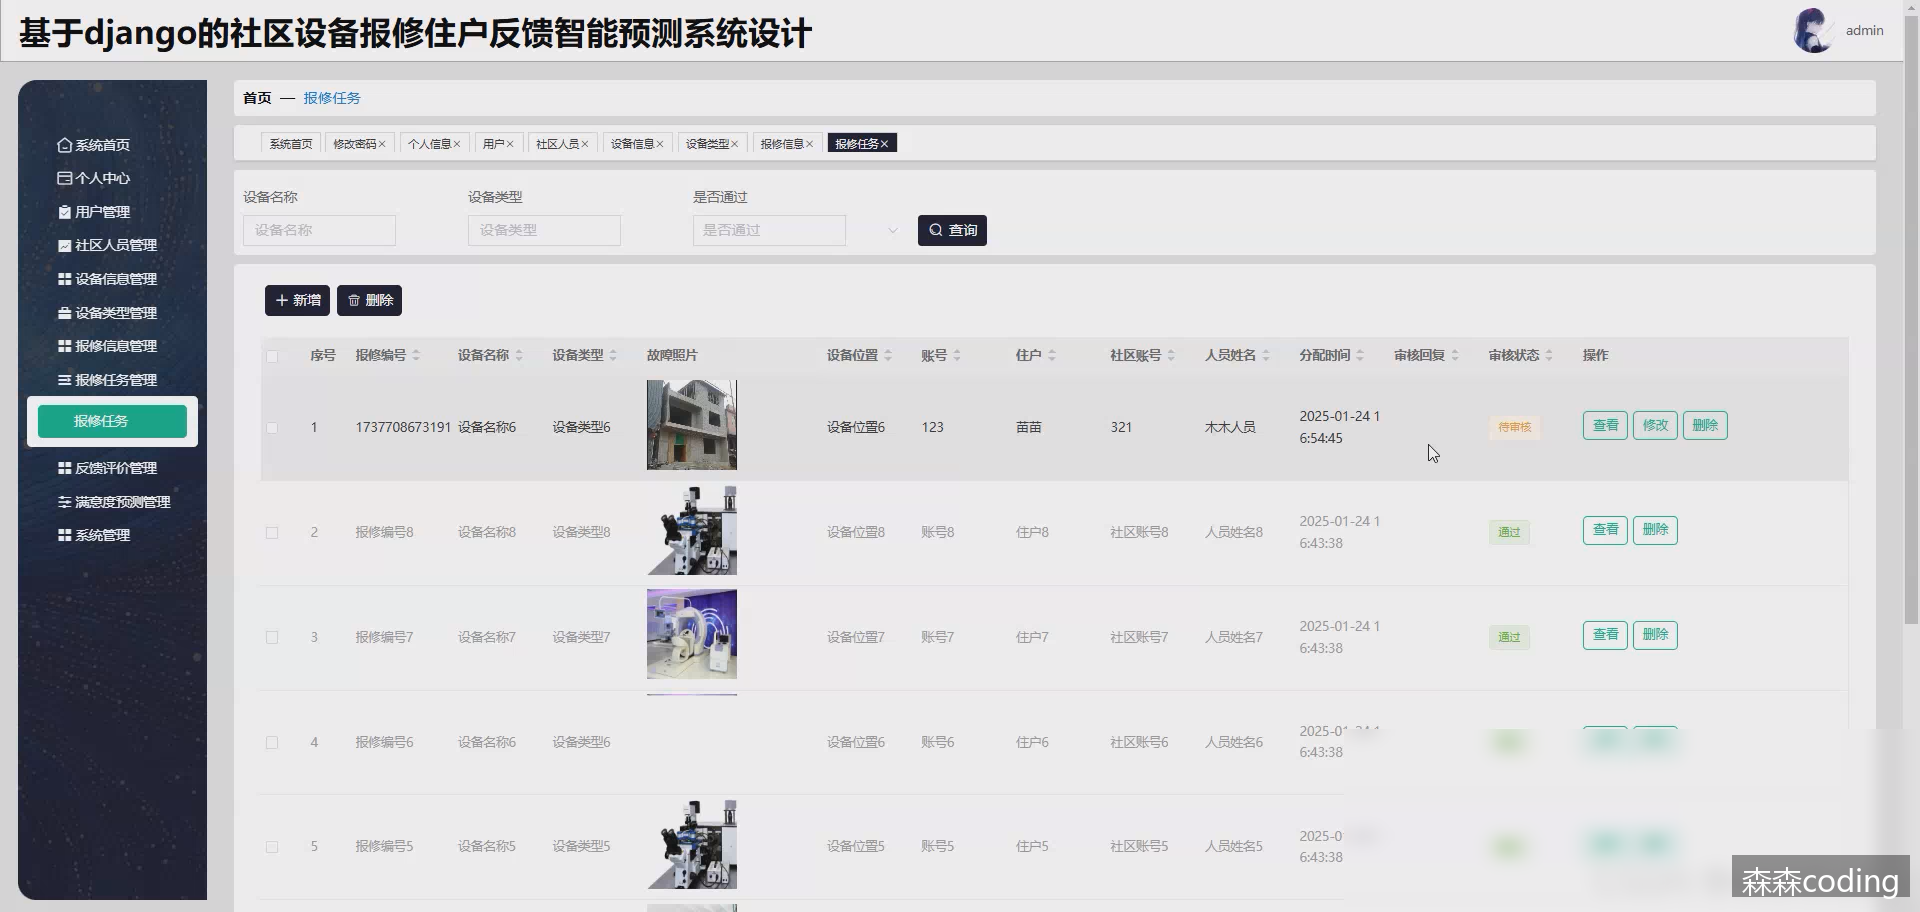 基于django的社区设备报修住户反馈智能预测系统设计
admin
系统首页
个人中心
用户管理
社区人员管理
设备信息管理
设备类型管理
报修信息管理
报修任务管理
报修任务
反馈评价管理
满意度预测管理
系统管理
首页 — 报修任务
系统首页 修改密码× 个人信息× 用户× 社区人员× 设备信息× 设备类型× 报修信息× 报修任务×
设备名称 设备类型 是否通过
设备名称 设备类型 是否通过 查询
新增 删除
序号 报修编号 设备名称 设备类型 故障照片 设备位置 账号 住户 社区账号 人员姓名 分配时间 审核回复 审核状态 操作
1 1737708673191 设备名称6 设备类型6 设备位置6 123 苗苗 321 木木人员 2025-01-24 1 待审核 查看 修改 删除
6:54:45
2 报修编号8 设备名称8 设备类型8 设备位置8 账号8 住户8 社区账号8 人员姓名8 2025-01-24 1 通过 查看 删除
6:43:38
3 报修编号7 设备名称7 设备类型7 设备位置7 账号7 住户7 社区账号7 人员姓名7 2025-01-24 1 通过 查看 删除
6:43:38
4 报修编号6 设备名称6 设备类型6 设备位置6 账号6 住户6 社区账号6 人员姓名6 2025-01-24 1
6:43:38
5 报修编号5 设备名称5 设备类型5 设备位置5 账号5 住户5 社区账号5 人员姓名5 2025-0
6:43:38
森森coding